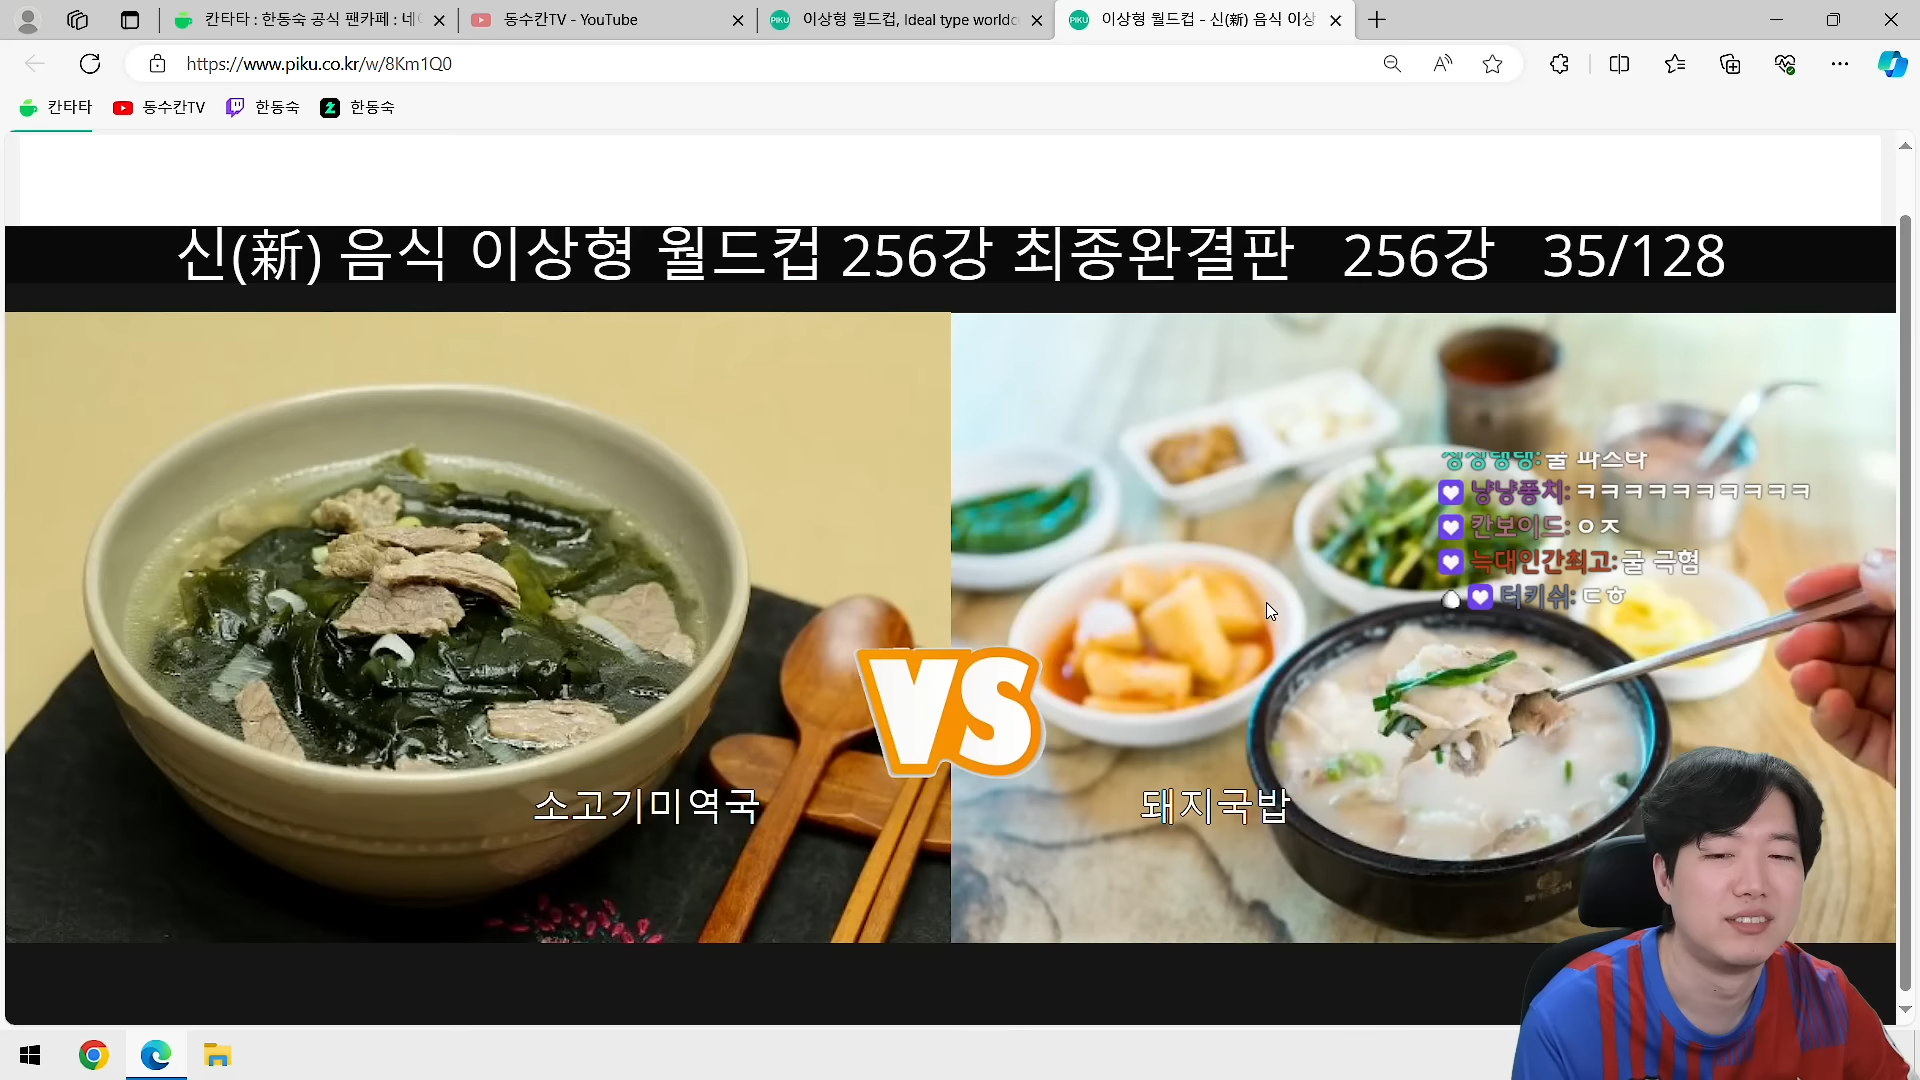 칸타타 : 한동숙 공식 팬카페 : 네
동수칸TV - YouTube
이상형 월드컵, Ideal type worldc
이상형 월드컵 - 신(新) 음식 이상
https://www.piku.co.kr/w/8Km1Q0
칸타타
동수칸TV
한동숙
한동숙
신(新) 음식 이상형 월드컵 256강 최종완결판 256강 35/128
굴 파스타
냥냥퐁치: ㅋㅋㅋㅋㅋㅋㅋㅋㅋㅋ
칸보이드: ㅇㅈ
늑대인간최고: 굴 극혐
터키쉬: ㄷㅎ
VS
소고기미역국
돼지국밥